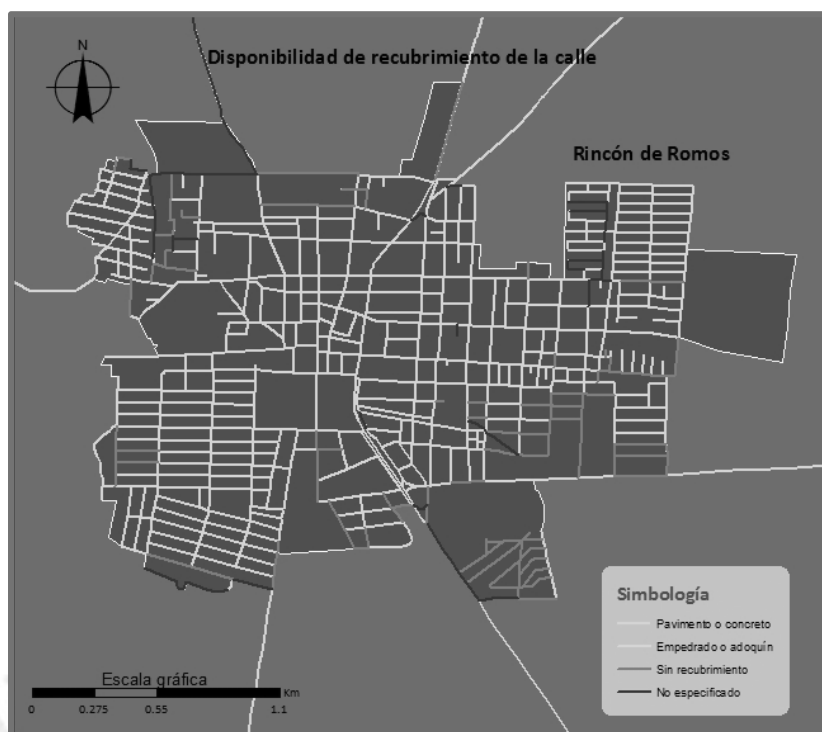 N
Disponibilidad de recubrimiento de la calle
Rincón de Romos
Simbología
Pavimento o concreto
Empedrado o adoquín
Sin recubrimiento
No especificado
Escala gráfica
Km
0 0.275 0.55 1.1